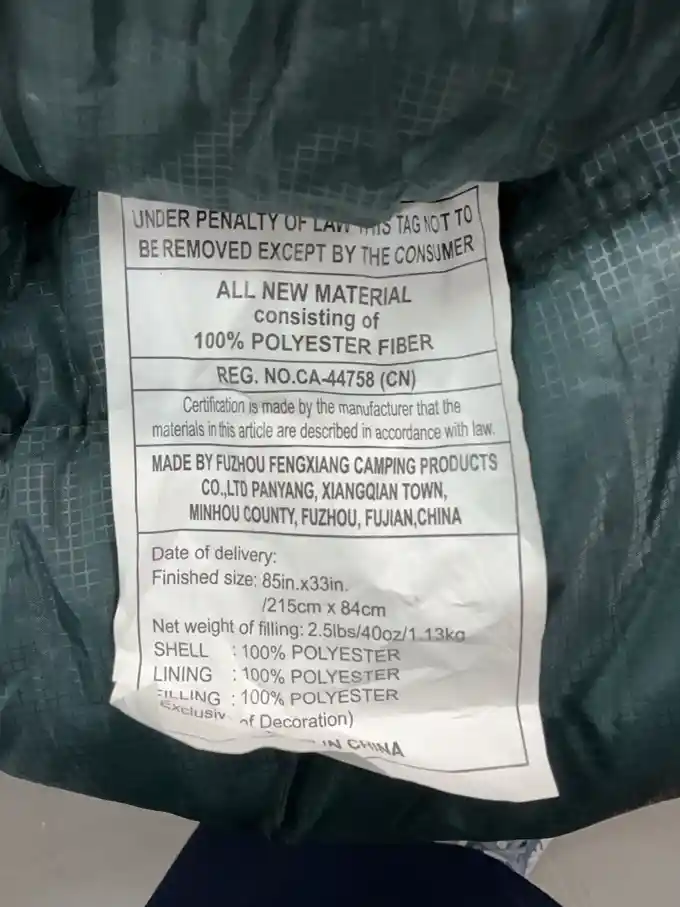 UNDER PENALTY OF LAW THIS TAG NOT TO
BE REMOVED EXCEPT BY THE CONSUMER
ALL NEW MATERIAL
consisting of
100% POLYESTER FIBER
REG. NO.CA-44758 (CN)
Certification is made by the manufacturer that the
materials in this article are described in accordance with law.
MADE BY FUZHOU FENGXIANG CAMPING PRODUCTS
CO.,LTD PANYANG, XIANGQIAN TOWN,
MINHOU COUNTY, FUZHOU, FUJIAN,CHINA
Date of delivery:
Finished size: 85in.x33in.
/215cm x 84cm
Net weight of filling: 2.5lbs/40oz/1.13kg
SHELL : 100% POLYESTER
LINING : 100% POLYESTER
FILLING : 100% POLYESTER
Exclusiv of Decoration)
IN CHINA